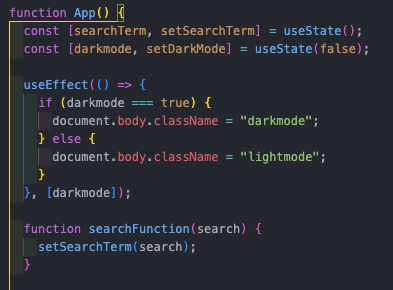 function App() {
  const [searchTerm, setSearchTerm] = useState();
  const [darkmode, setDarkMode] = useState(false);

  useEffect(() => {
    if (darkmode === true) {
      document.body.className = "darkmode";
    } else {
      document.body.className = "lightmode";
    }
  }, [darkmode]);

  function searchFunction(search) {
    setSearchTerm(search);
  }